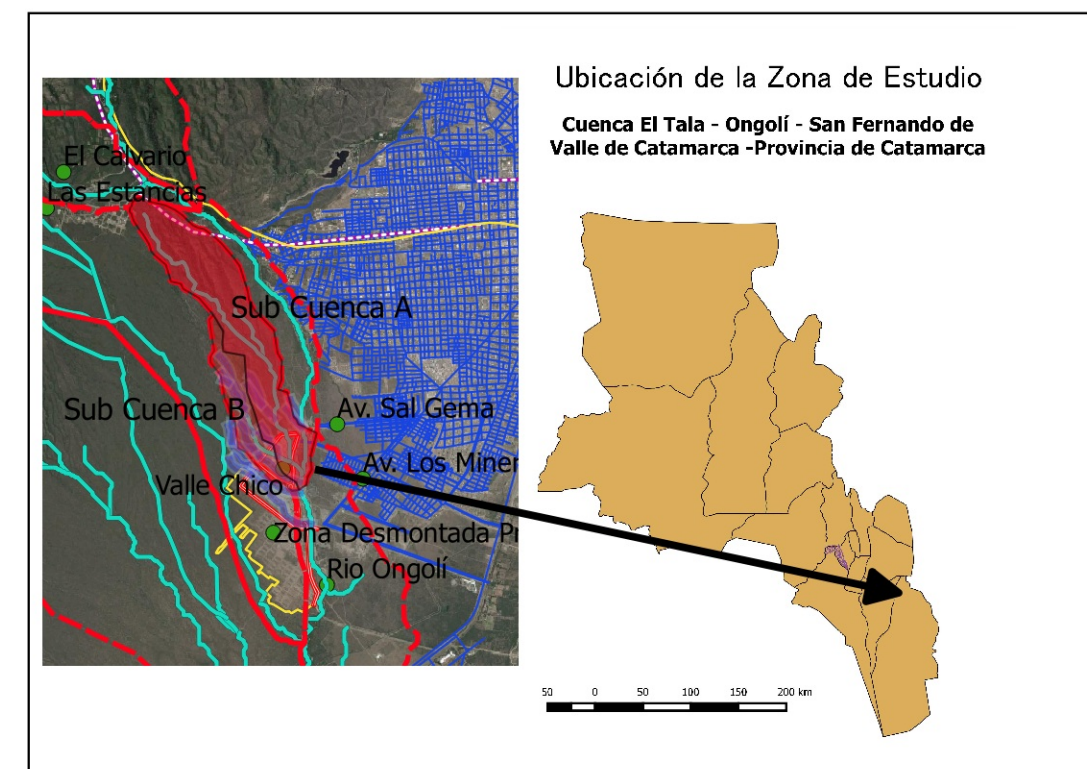 Ubicación de la Zona de Estudio
Cuenca El Tala - Ongolí - San Fernando de
Valle de Catamarca -Provincia de Catamarca
El Calvario
Las Estancias
Sub Cuenca A
Sub Cuenca B
Av. Sal Gema
Av. Los Miner
Valle Chico
Zona Desmontada Pr
Rio Ongolí
50 0 50 100 150 200 km